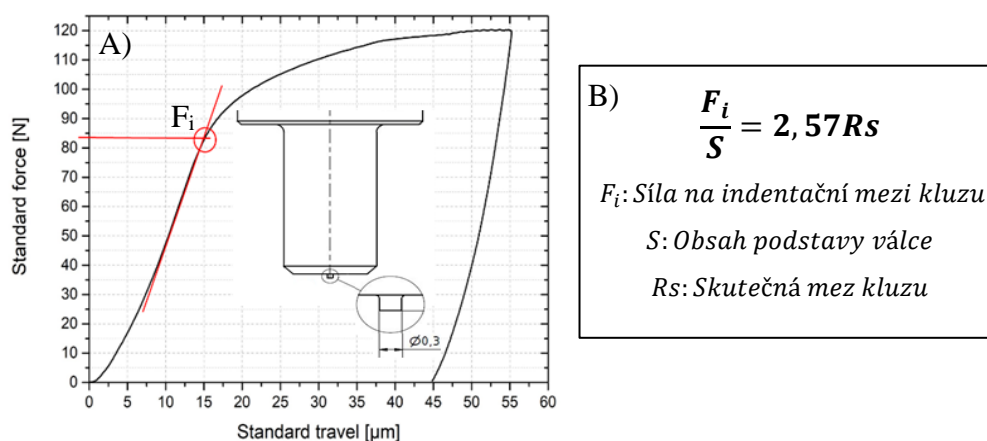 A)
120
110
100
90
80
70
60
50
40
30
20
10
0
Standard force [N]
Fi
Ø0,3
0 5 10 15 20 25 30 35 40 45 50 55 60
Standard travel [µm]
B)
Fi/S = 2,57Rs
Fi: Síla na indentační mezi kluzu
S: Obsah podstavy válce
Rs: Skutečná mez kluzu